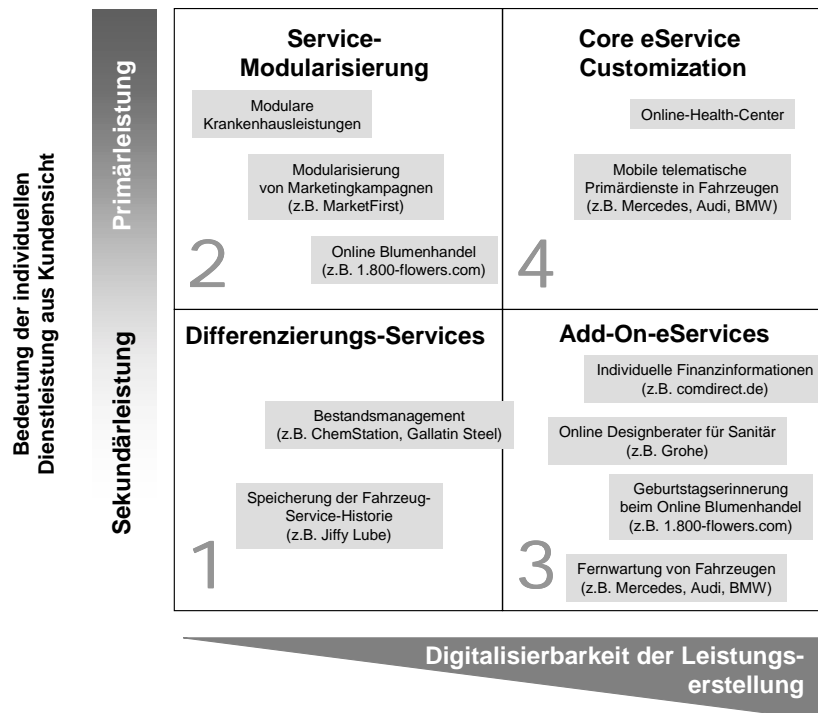 Bedeutung der individuellen
Dienstleistung aus Kundensicht
Primärleistung
Sekundärleistung
Service-
Modularisierung
Modulare
Krankenhausleistungen
Modularisierung
von Marketingkampagnen
(z.B. MarketFirst)
Online Blumenhandel
(z.B. 1.800-flowers.com)
2
Core eService
Customization
Online-Health-Center
Mobile telematische
Primärdienste in Fahrzeugen
(z.B. Mercedes, Audi, BMW)
4
Differenzierungs-Services
Bestandsmanagement
(z.B. ChemStation, Gallatin Steel)
Speicherung der Fahrzeug-
Service-Historie
(z.B. Jiffy Lube)
1
Add-On-eServices
Individuelle Finanzinformationen
(z.B. comdirect.de)
Online Designberater für Sanitär
(z.B. Grohe)
Geburtstagserinnerung
beim Online Blumenhandel
(z.B. 1.800-flowers.com)
Fernwartung von Fahrzeugen
(z.B. Mercedes, Audi, BMW)
3
Digitalisierbarkeit der Leistungs-
erstellung